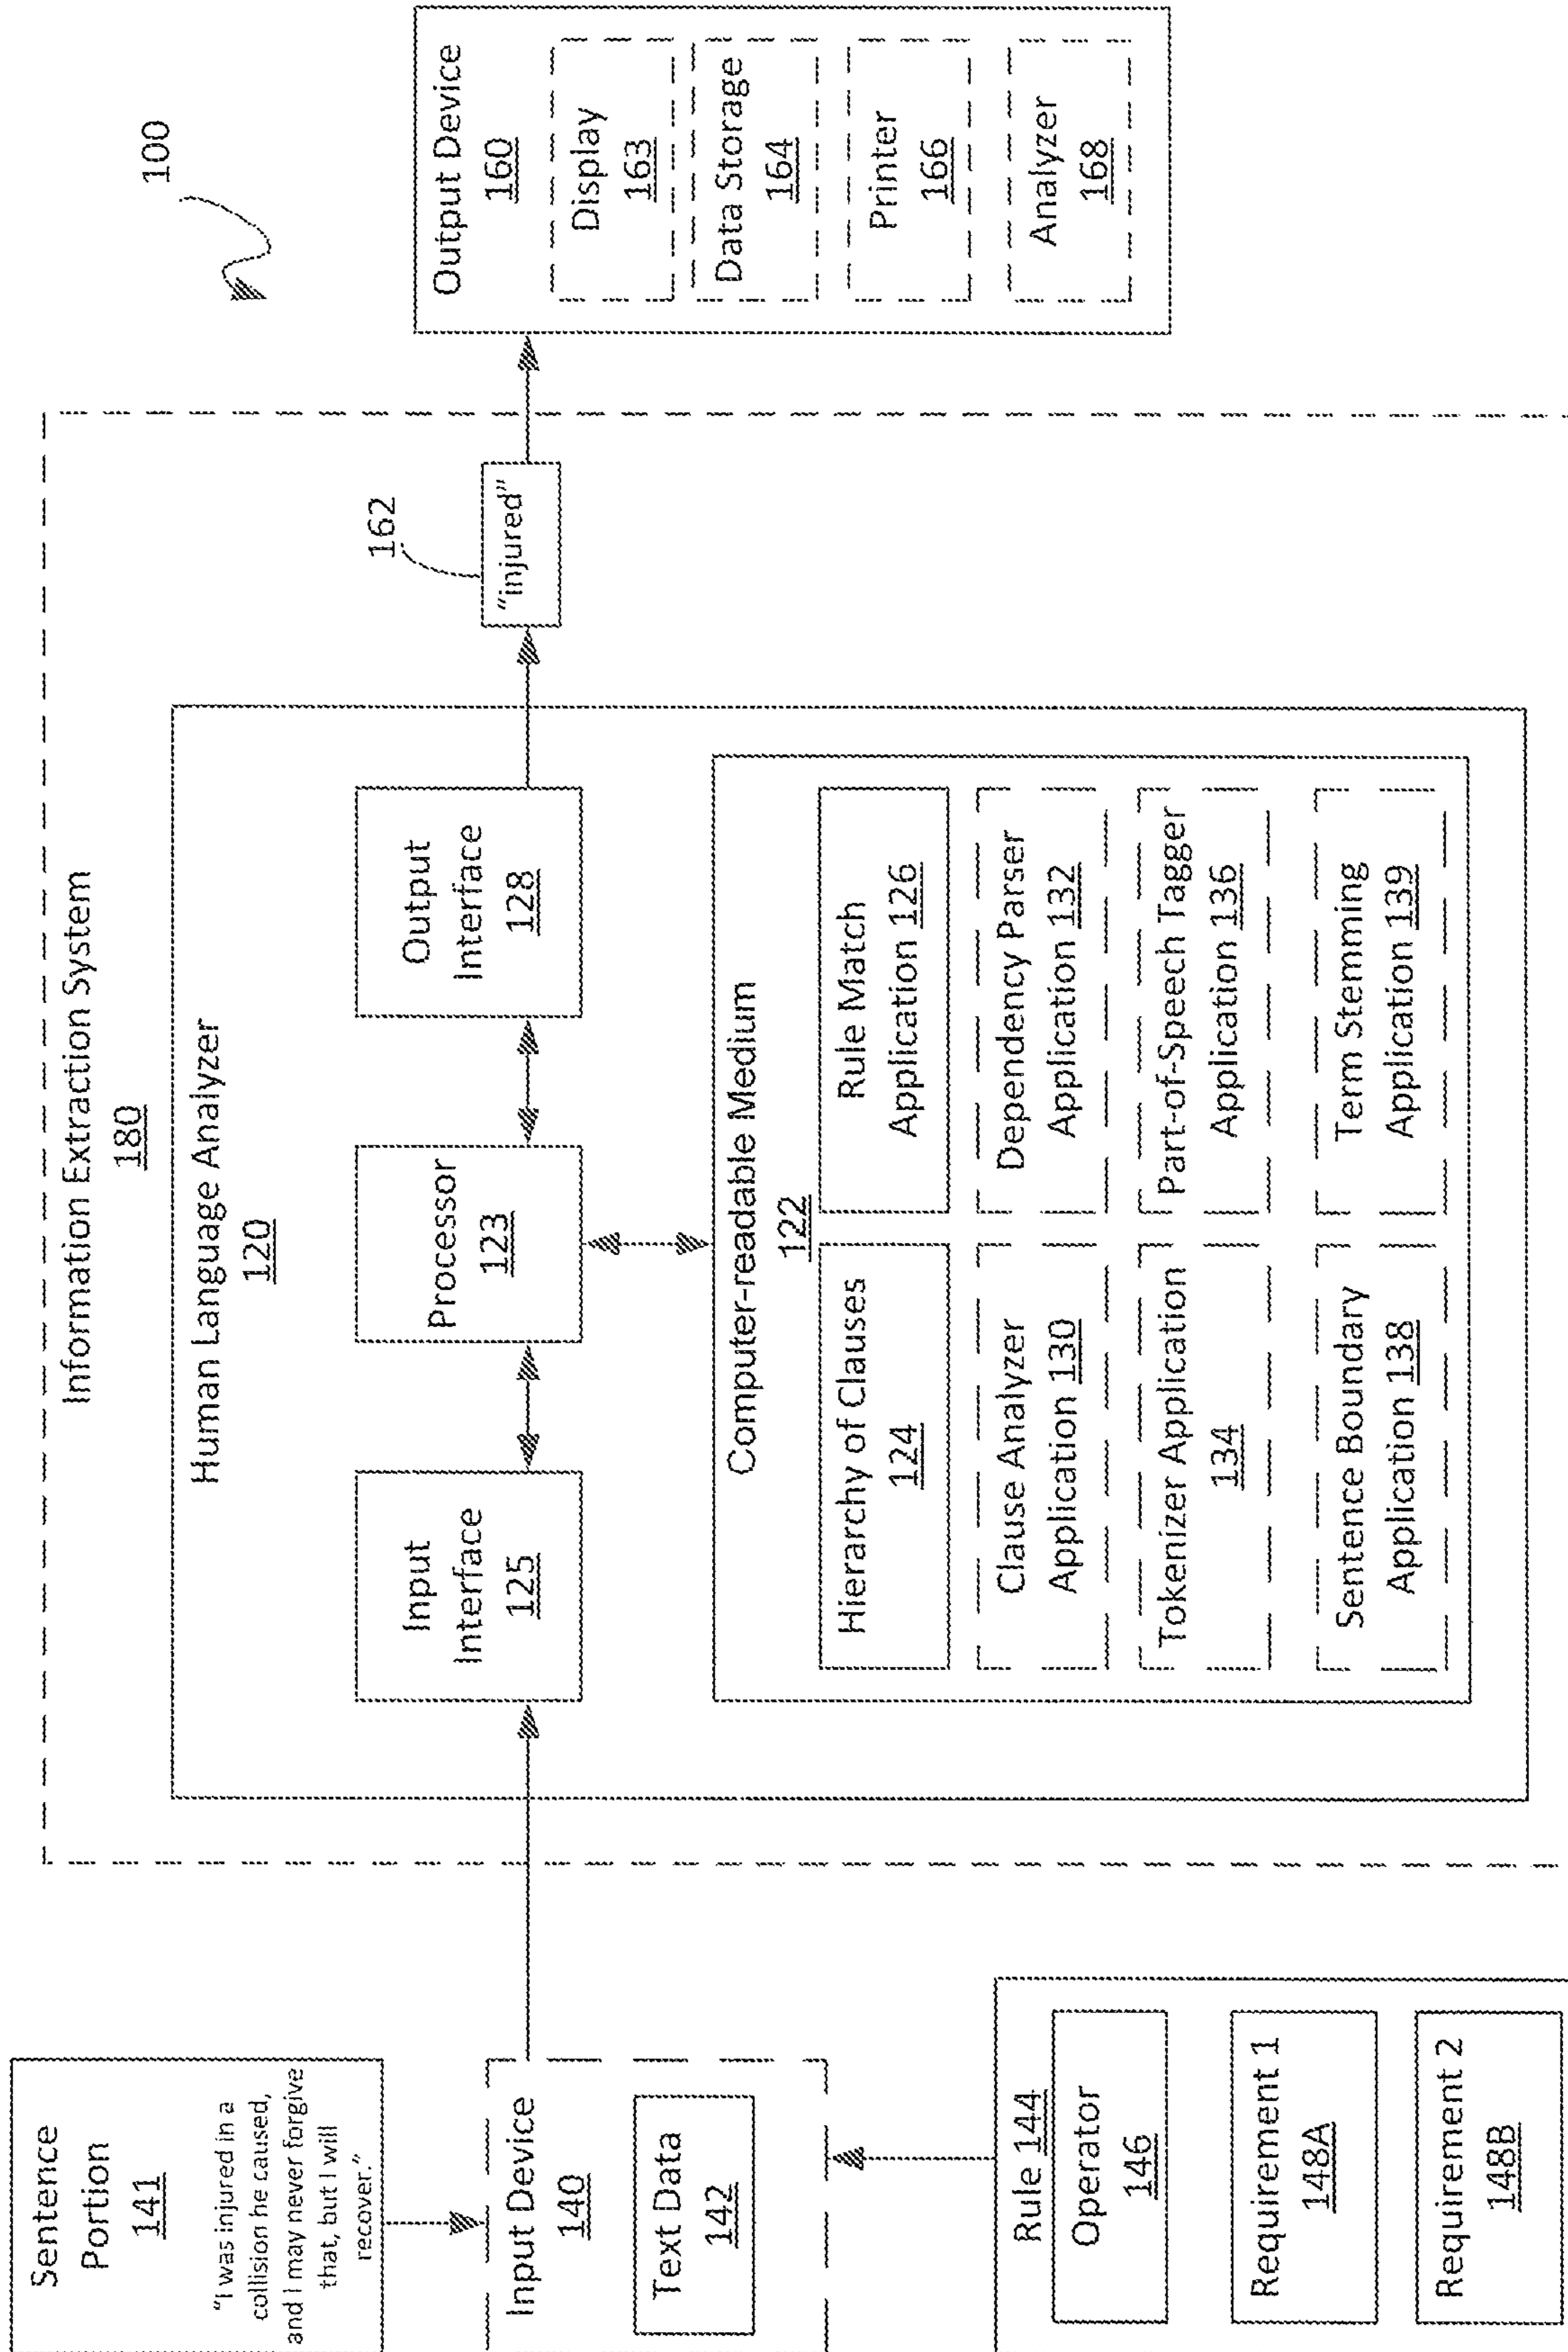 100
Sentence
Portion
141
“I was injured in a
collision he caused,
and I may never forgive
that, but I will
recover.”
Input Device
140
Text Data
142
Rule 144
Operator
146
Requirement 1
148A
Requirement 2
148B
Information Extraction System
180
Human Language Analyzer
120
Input
Interface
125
Processor
123
Output
Interface
128
Computer-readable Medium
122
Hierarchy of Clauses
124
Rule Match
Application 126
Clause Analyzer
Application 130
Dependency Parser
Application 132
Tokenizer Application
134
Part-of-Speech Tagger
Application 136
Sentence Boundary
Application 138
Term Stemming
Application 139
162
“injured”
Output Device
160
Display
163
Data Storage
164
Printer
166
Analyzer
168